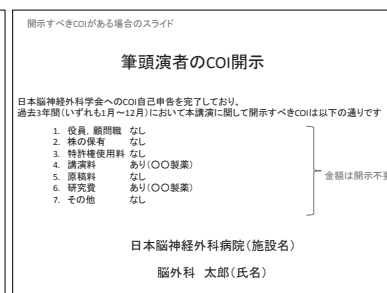 開示すべきCOIがある場合のスライド
筆頭演者のCOI開示
日本脳神経外科学会へのCOI自己申告を完了しており、
過去3年間(いずれも1月～12月)において本講演に関して開示すべきCOIは以下の通りです
1. 役員、顧問職 なし
2. 株の保有 なし
3. 特許権使用料 なし
4. 講演料 あり(〇〇製薬)
5. 原稿料 なし
6. 研究費 あり(〇〇製薬)
7. その他 なし
金額は開示不要
日本脳神経外科病院(施設名)
脳外科 太郎(氏名)